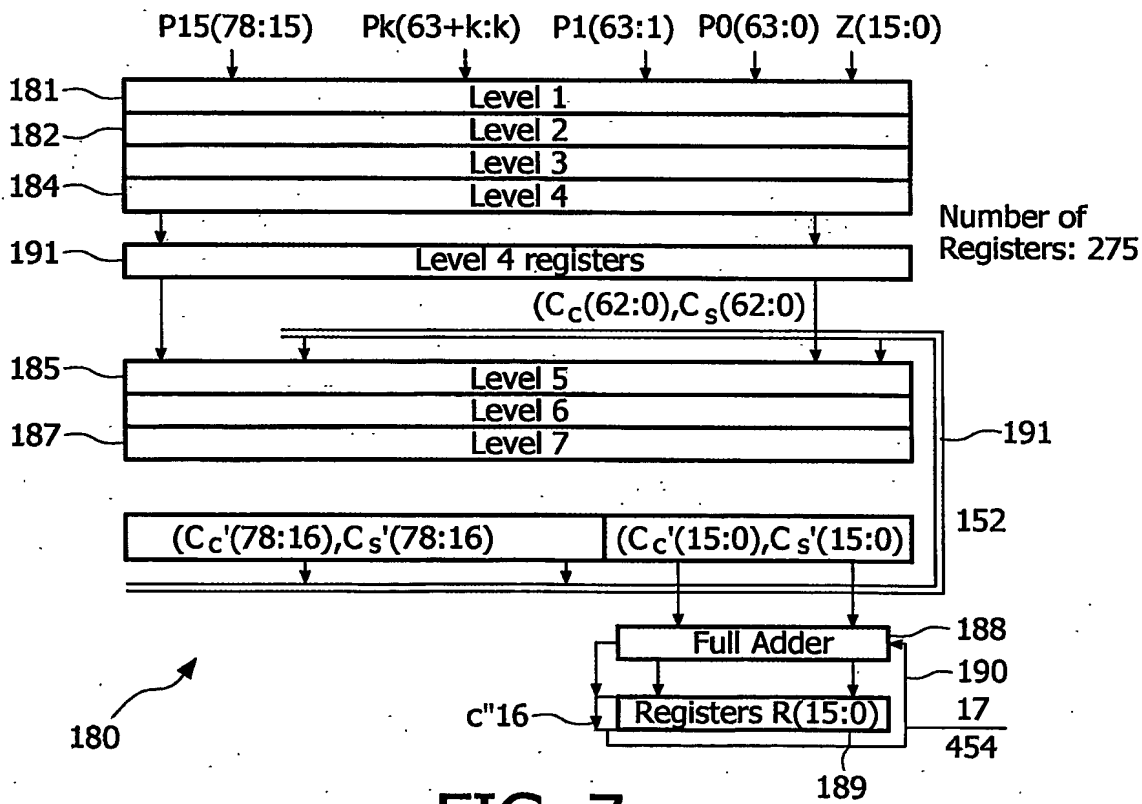 P15(78:15) Pk(63+k:k) P1(63:1) P0(63:0) Z(15:0)
181 Level 1
182 Level 2
Level 3
184 Level 4
Number of
Registers: 275
191 Level 4 registers
(Cc(62:0),Cs(62:0)
185 Level 5
Level 6
187 Level 7
191
(Cc'(78:16),Cs'(78:16) (Cc'(15:0),Cs'(15:0)) 152
Full Adder 188
190
c"16 Registers R(15:0) 17
454
180
189
FIG. 7